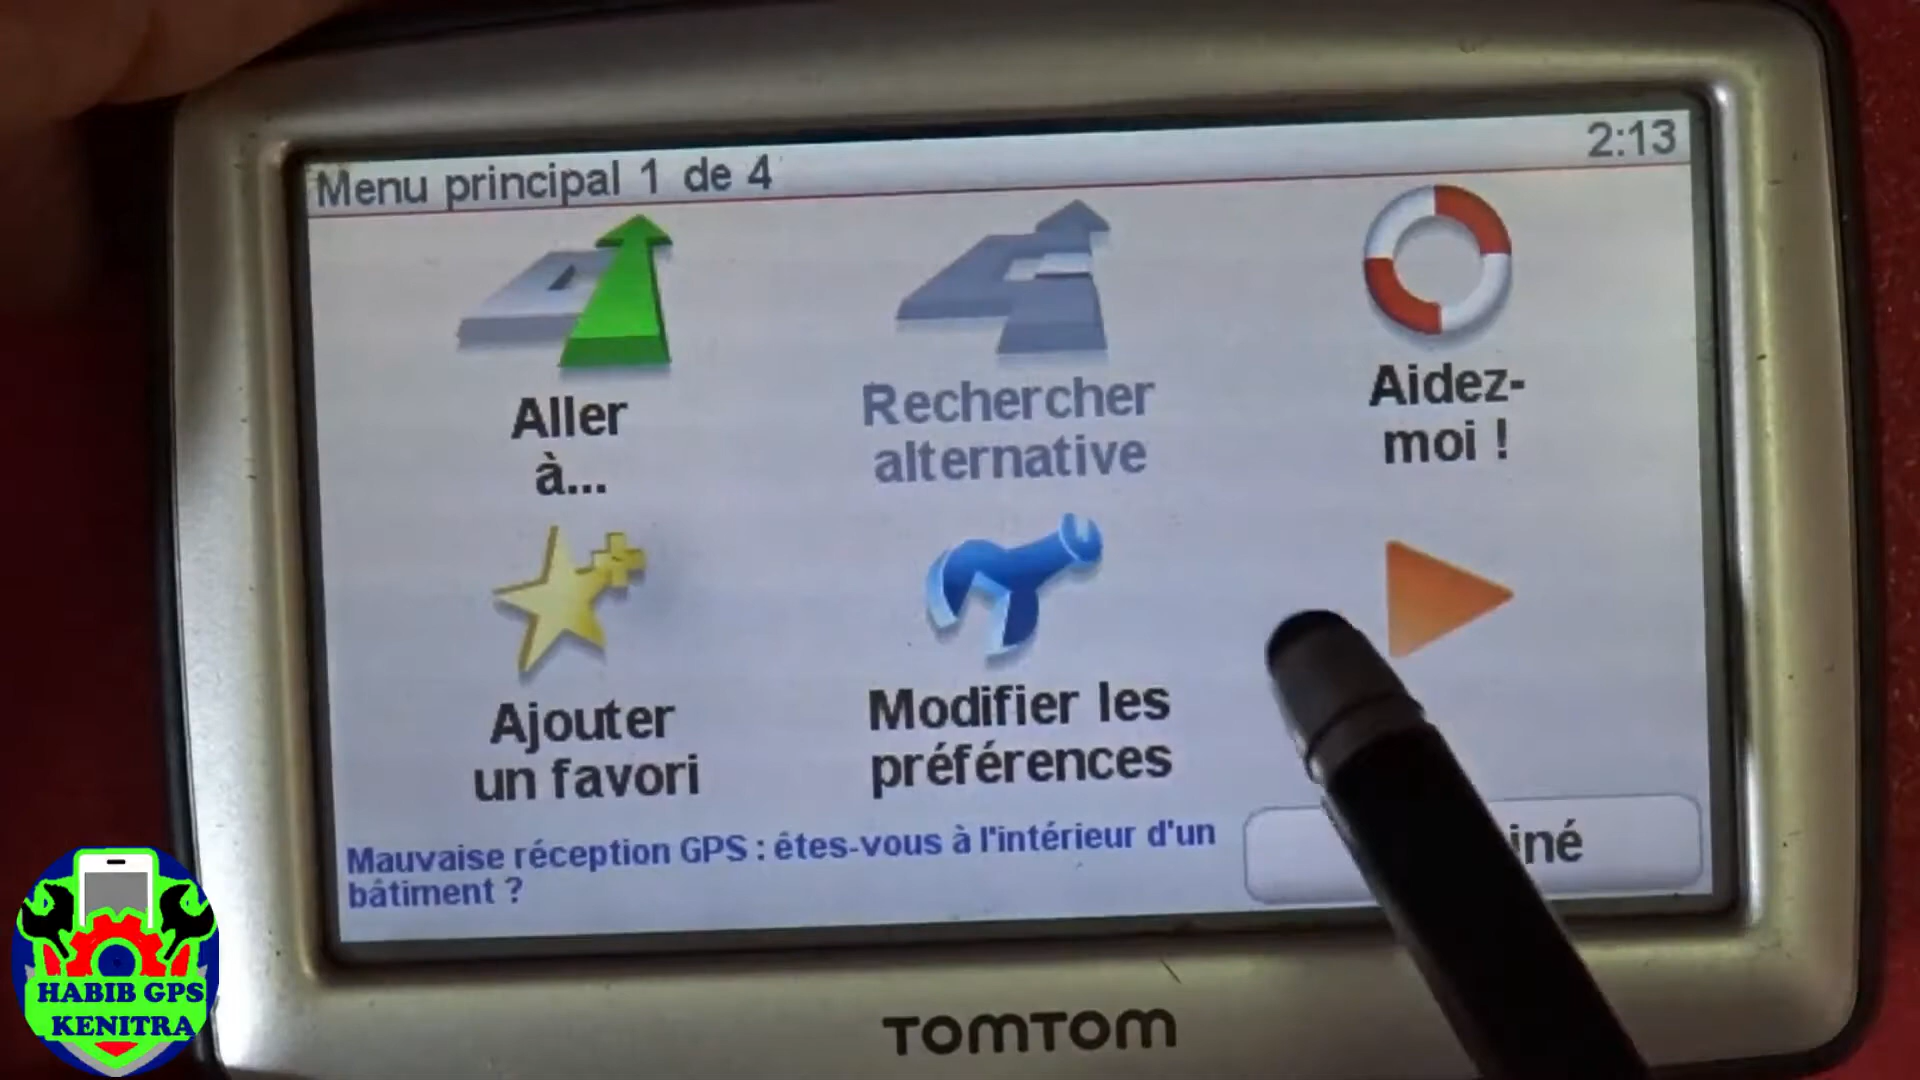 Menu principal 1 de 4
2:13
Aller
à...
Rechercher
alternative
Aidez-
moi !
Ajouter
un favori
Modifier les
préférences
Mauvaise réception GPS : êtes-vous à l'intérieur d'un
bâtiment ?
TOMTOM
HABIB GPS
KENITRA